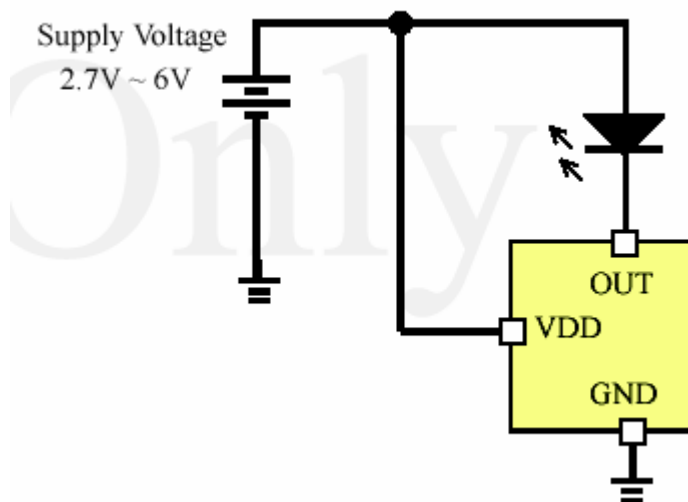 Supply Voltage
2.7V ~ 6V
Only
OUT
VDD
GND